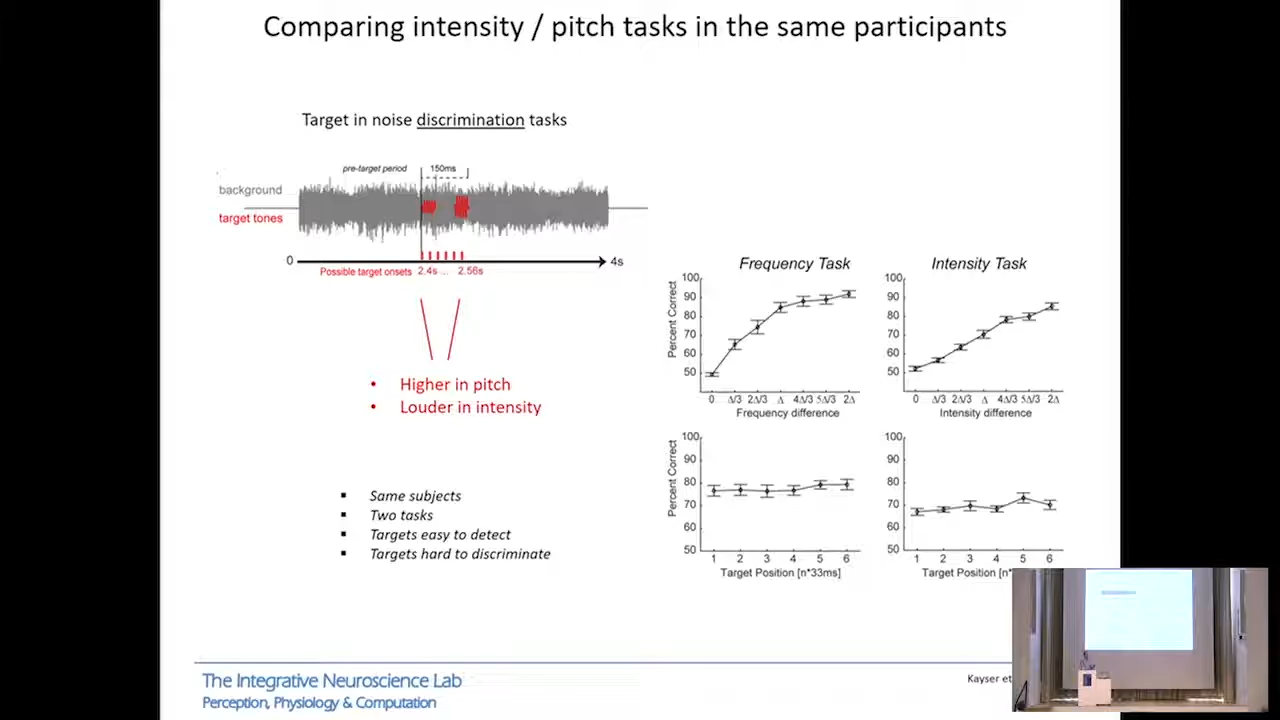 Comparing intensity / pitch tasks in the same participants
Target in noise discrimination tasks
pre-target period
150ms
background
target tones
0
4s
Possible target onsets 2.4s ... 2.56s
Higher in pitch
Louder in intensity
Same subjects
Two tasks
Targets easy to detect
Targets hard to discriminate
Frequency Task
Percent Correct
100
90
80
70
60
50
0 Δ/3 2Δ/3 Δ 4Δ/3 5Δ/3 2Δ
Frequency difference
Intensity Task
100
90
80
70
60
50
0 Δ/3 2Δ/3 Δ 4Δ/3 5Δ/3 2Δ
Intensity difference
Percent Correct
100
90
80
70
60
50
1 2 3 4 5 6
Target Position [n*33ms]
100
90
80
70
60
50
1 2 3 4 5 6
Target Position [n*
The Integrative Neuroscience Lab
Perception, Physiology & Computation
Kayser et